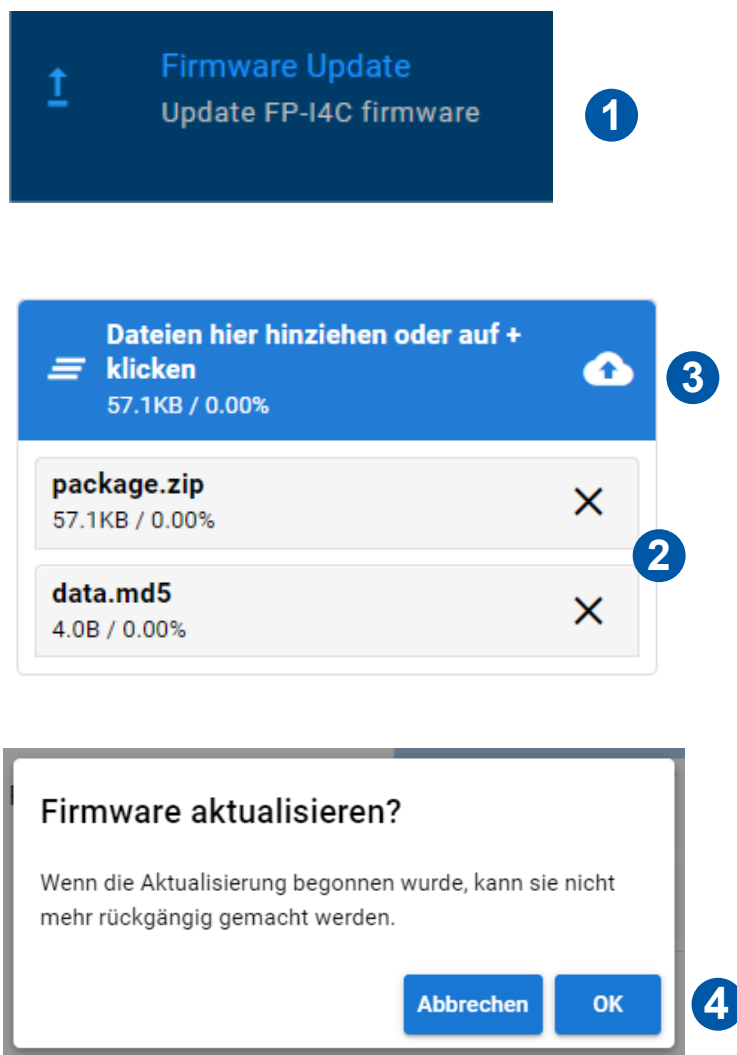 Firmware Update
Update FP-I4C firmware
1
Dateien hier hinziehen oder auf +
klicken
57.1KB / 0.00%
3
package.zip
57.1KB / 0.00%
2
data.md5
4.0B / 0.00%
Firmware aktualisieren?
Wenn die Aktualisierung begonnen wurde, kann sie nicht
mehr rückgängig gemacht werden.
Abbrechen OK
4